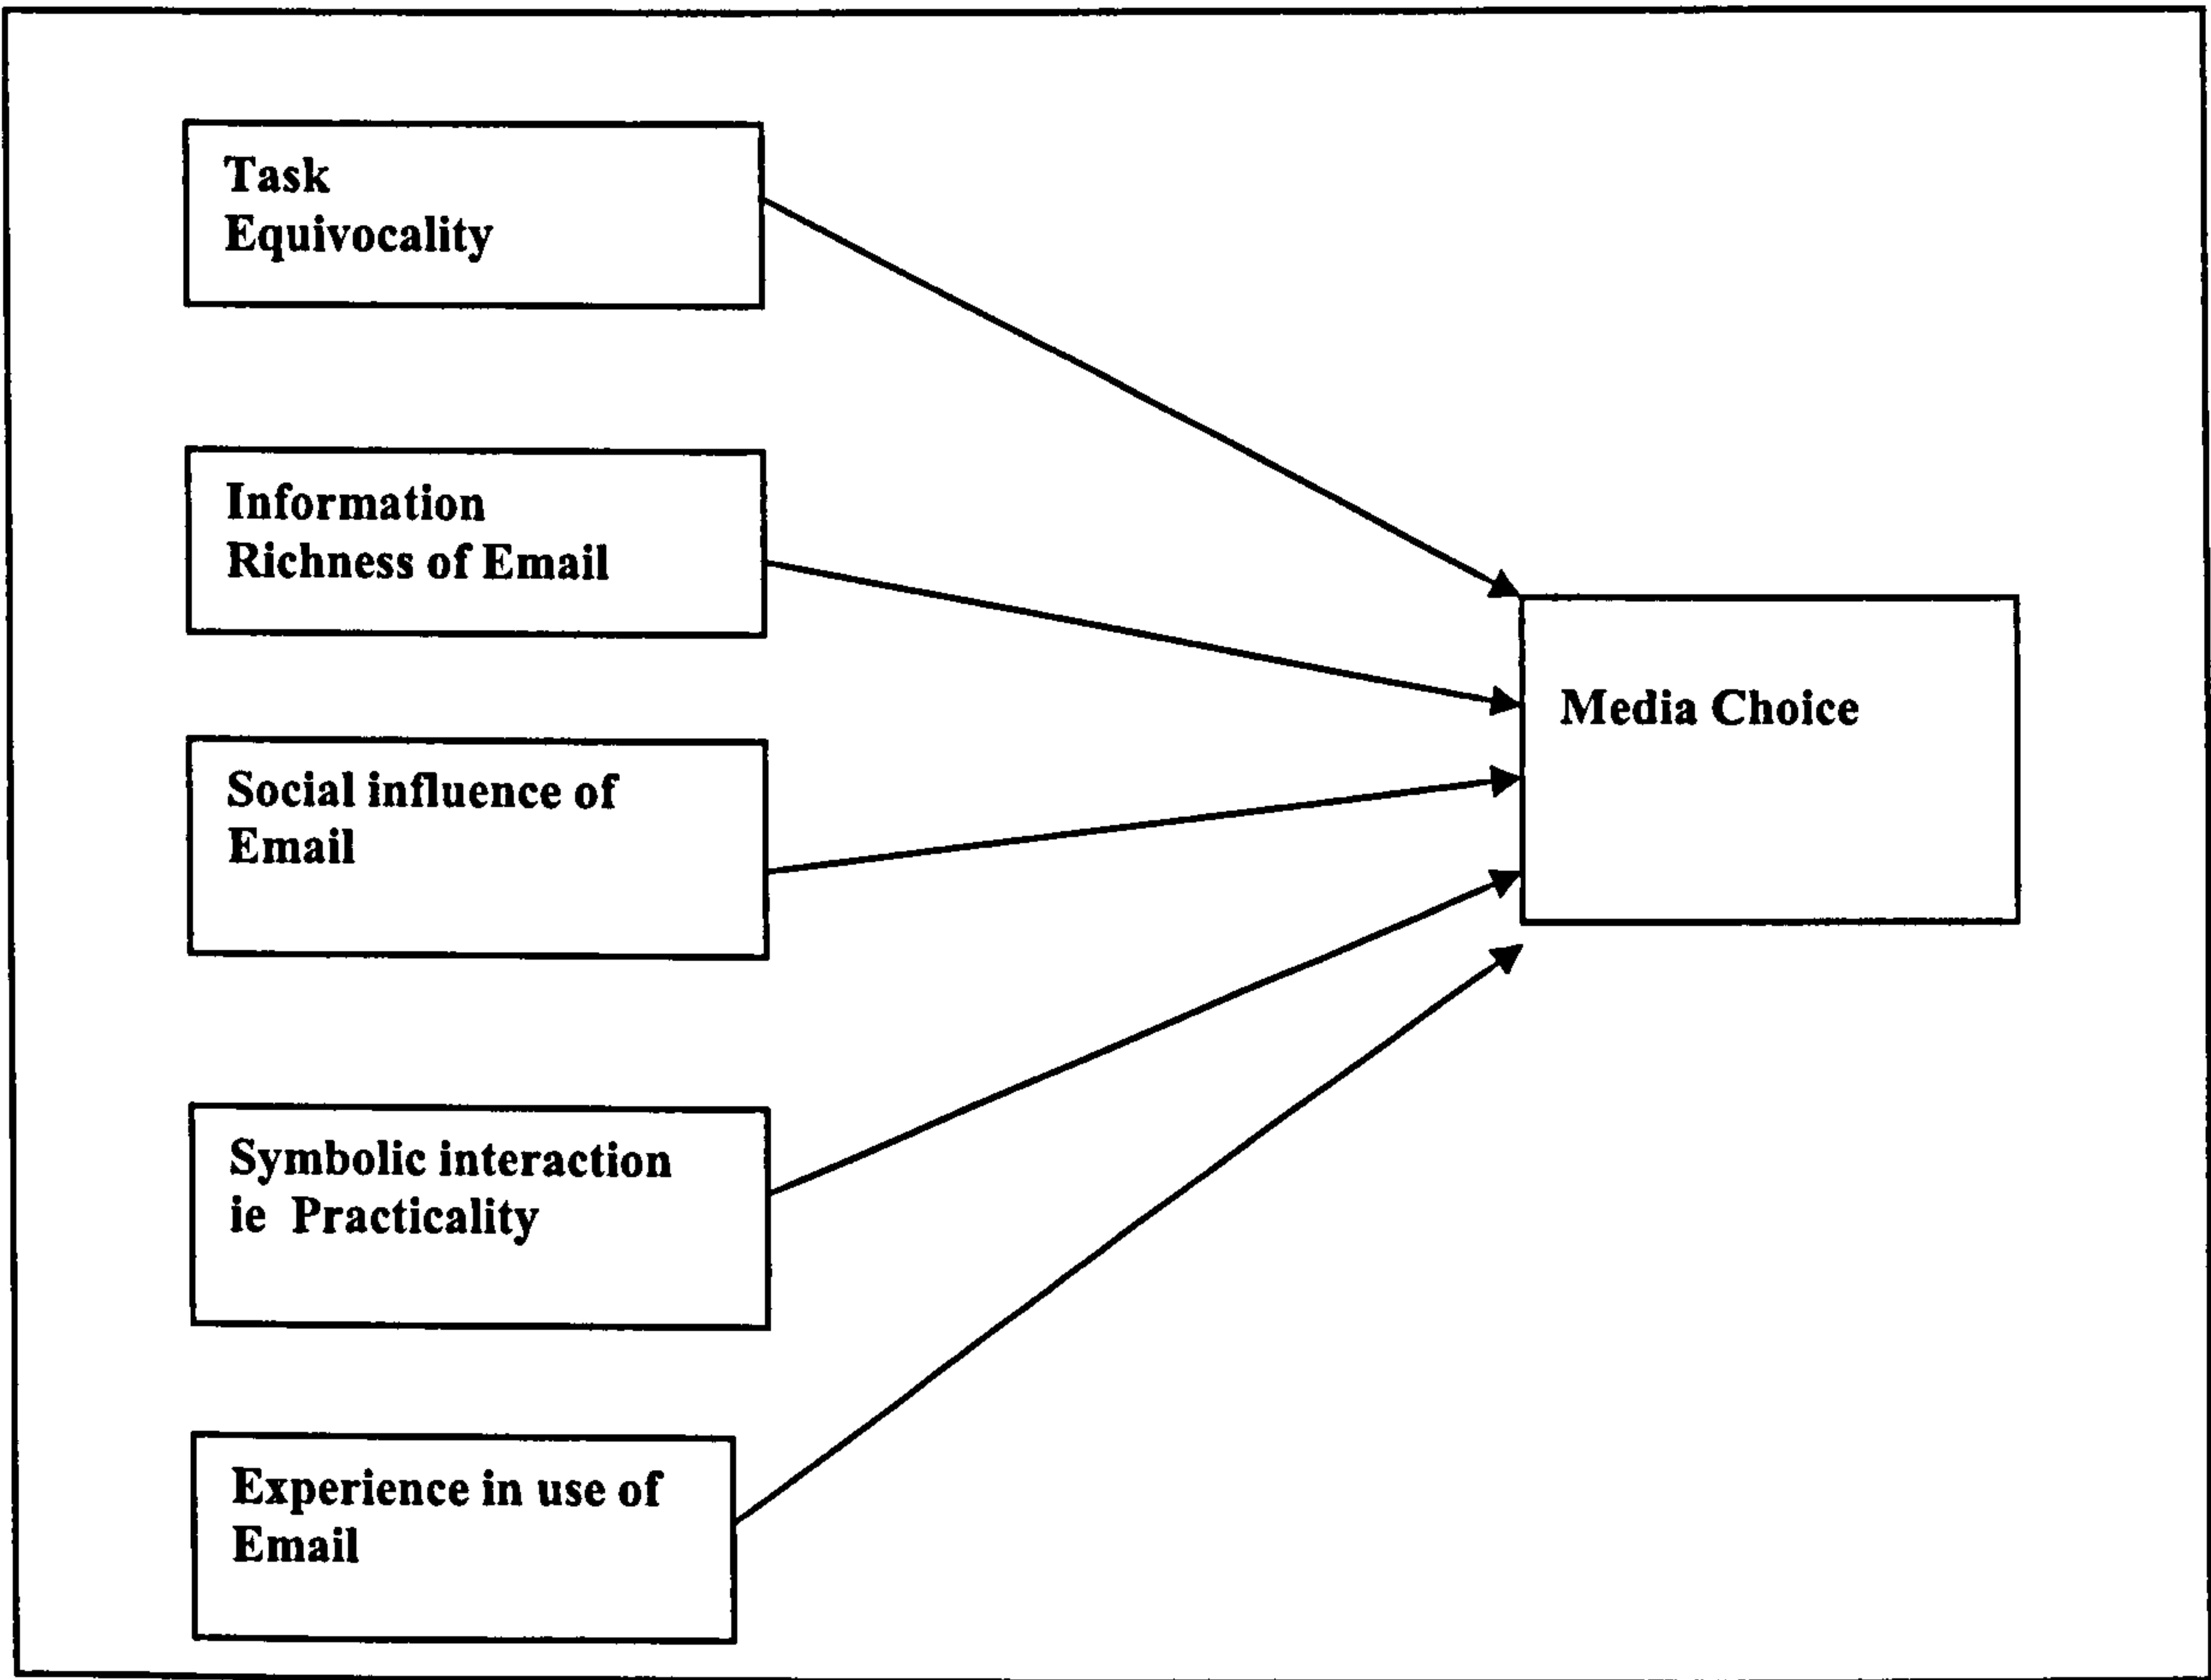 Task
Equivocality
Information
Richness of Email
Social influence of
Email
Symbolic interaction
ie Practicality
Experience in use of
Email
Media Choice